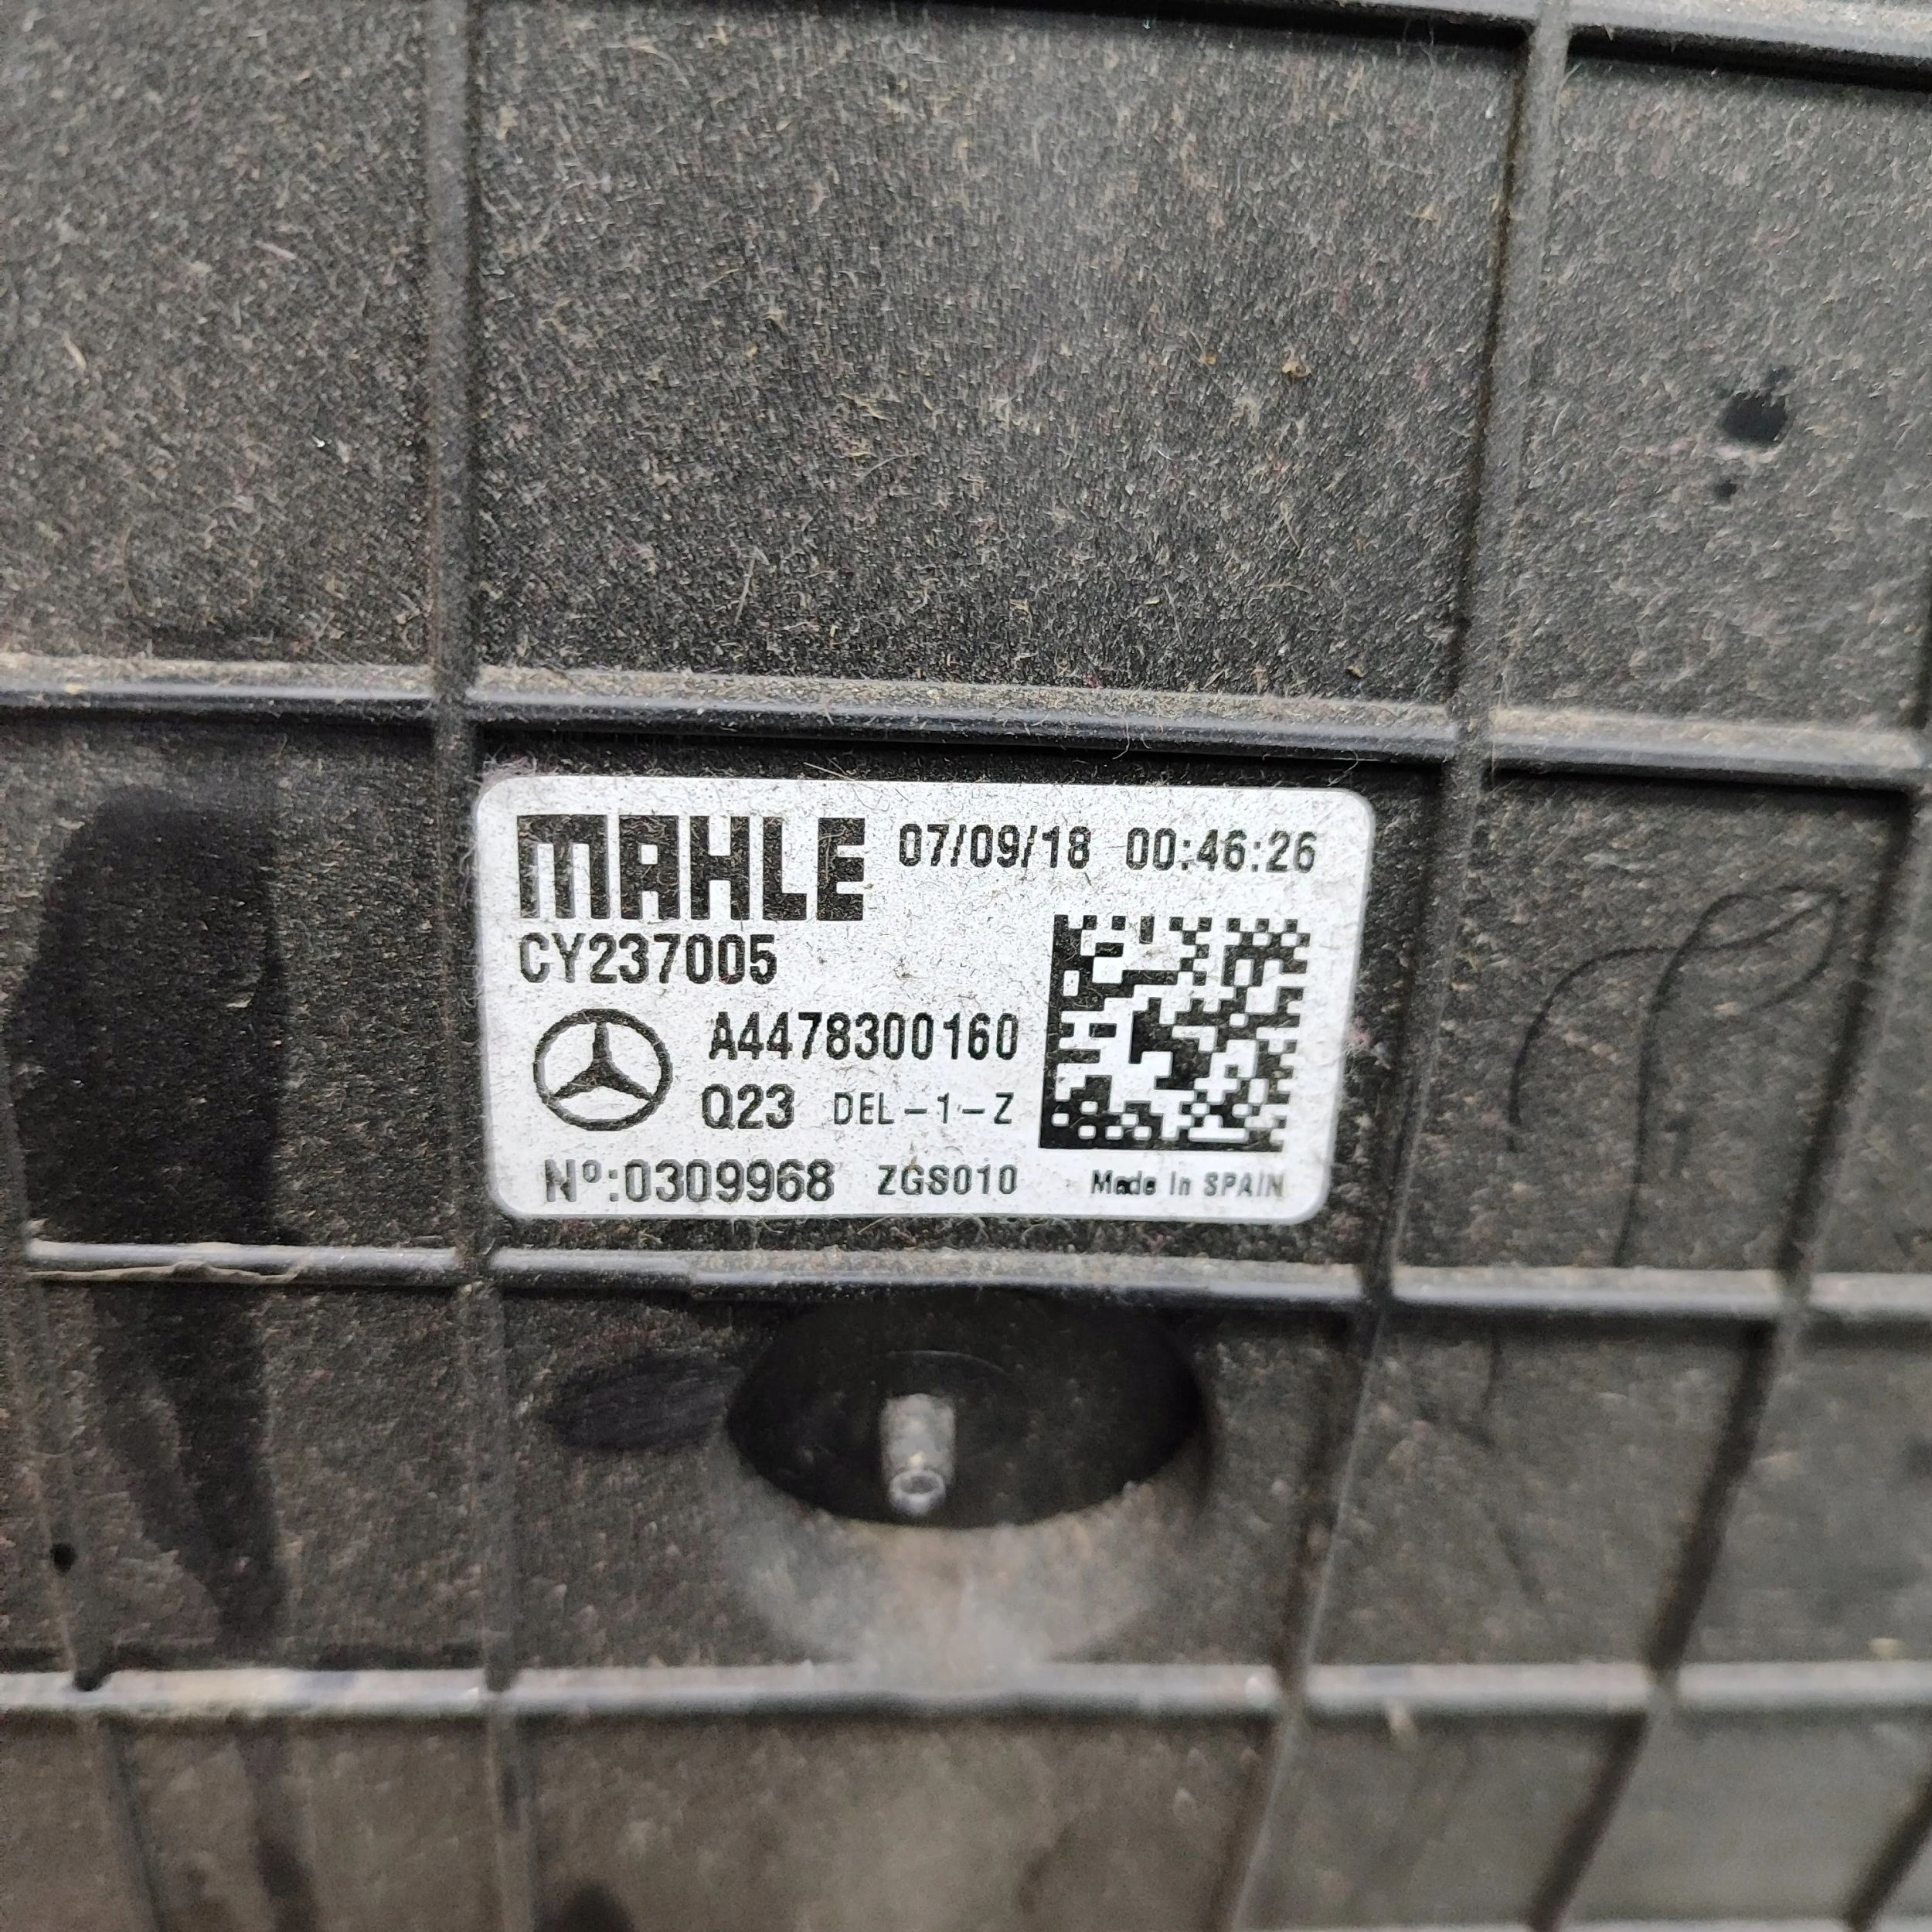 MAHLE 07/09/18 00:46:26
CY237005
A4478300160
Q23 DEL-1-Z
Nº:0309968 ZGS010 Made In SPAIN